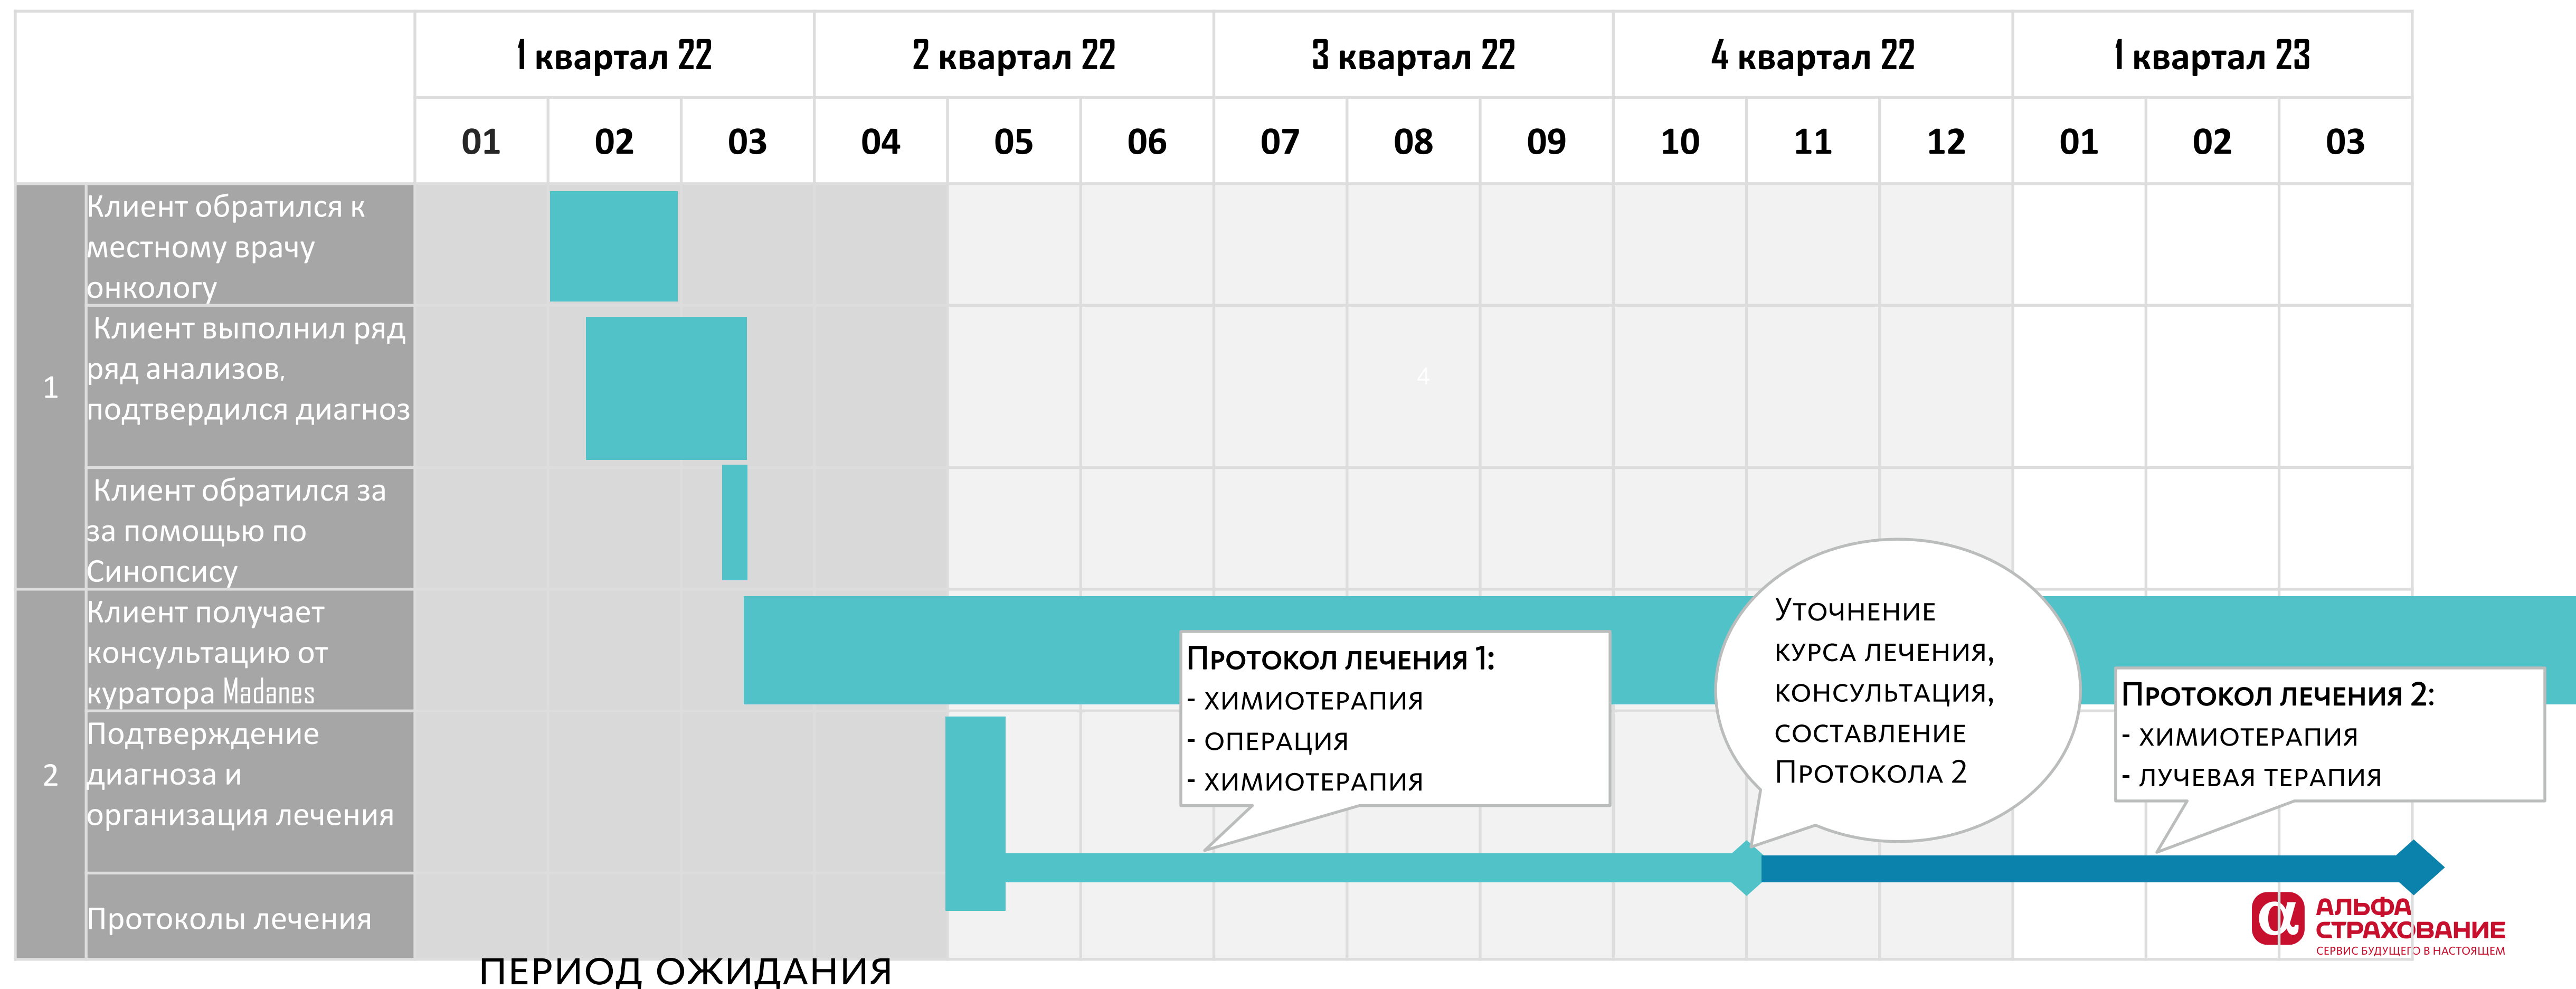 1 квартал 22
2 квартал 22
3 квартал 22
4 квартал 22
1 квартал 23
01
02
03
04
05
06
07
08
09
10
11
12
01
02
03
1
Клиент обратился к
местному врачу
онкологу
Клиент выполнил ряд
ряд анализов,
подтвердился диагноз
4
Клиент обратился за
за помощью по
Синопсису
2
Клиент получает
консультацию от
куратора Madanes
Подтверждение
диагноза и
организация лечения
Протоколы лечения
Протокол лечения 1:
- химиотерапия
- операция
- химиотерапия
Уточнение
курса лечения,
консультация,
составление
Протокола 2
Протокол лечения 2:
- химиотерапия
- лучевая терапия
ПЕРИОД ОЖИДАНИЯ
АЛЬФА
СТРАХОВАНИЕ
СЕРВИС БУДУЩЕГО В НАСТОЯЩЕМ